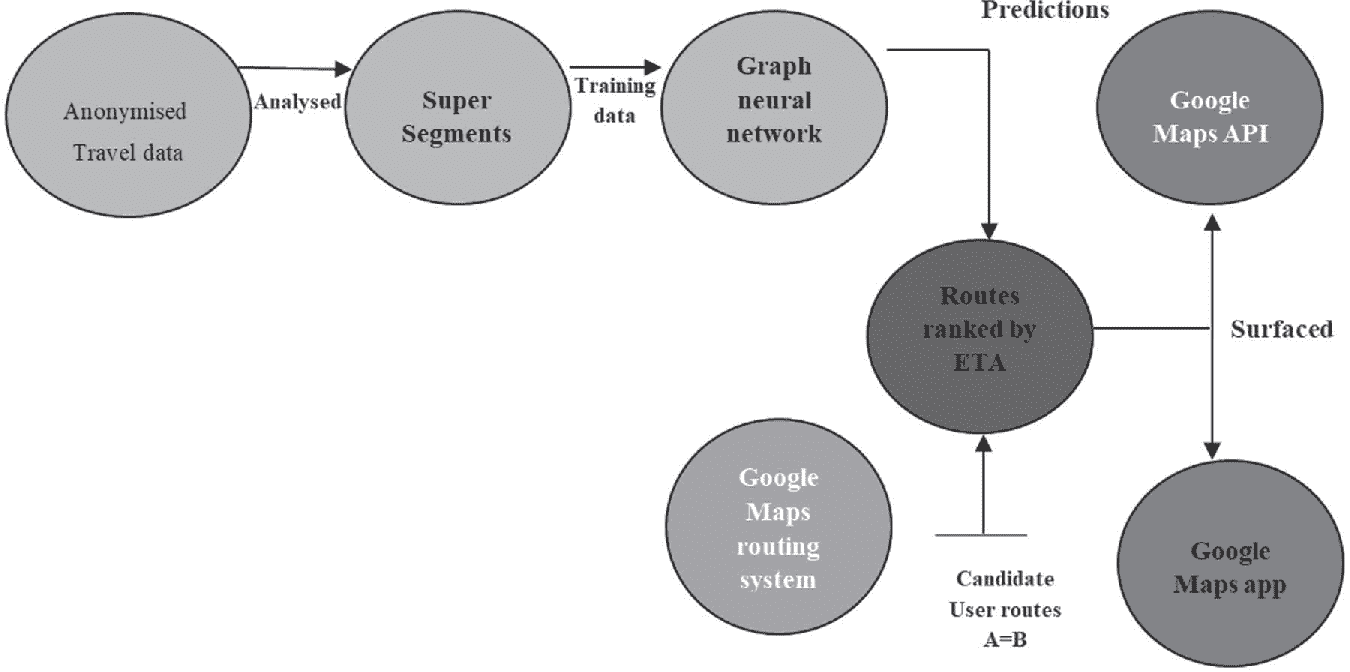 Predictions
Anonymised
Travel data
Analysed
Super
Segments
Training
data
Graph
neural
network
Google
Maps API
Routes
ranked by
ETA
Surfaced
Google
Maps
routing
system
Candidate
User routes
A=B
Google
Maps app